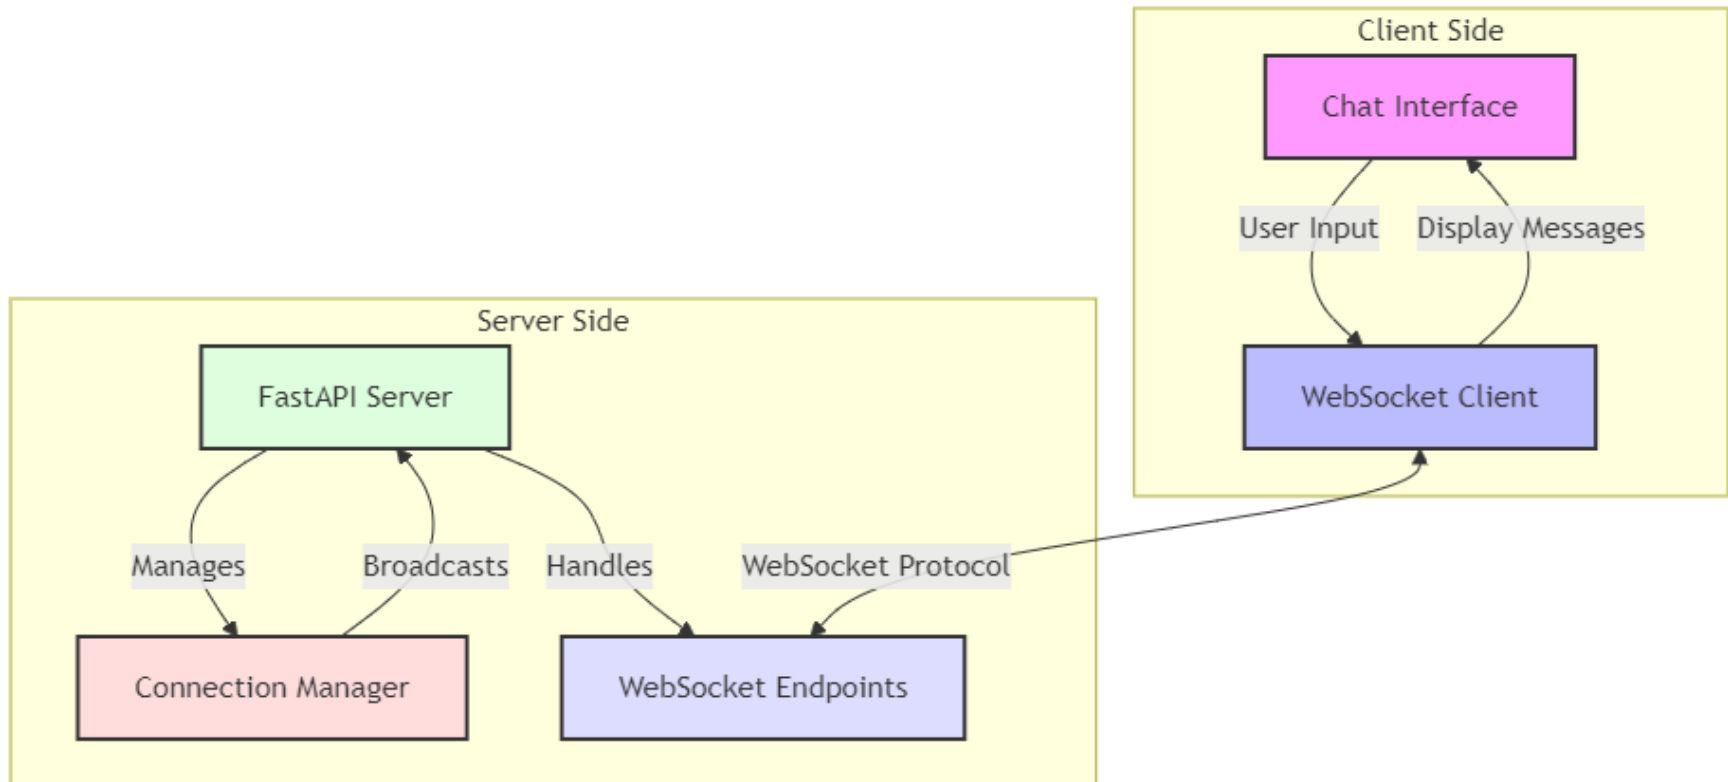 Client Side
Chat Interface
User Input
Display Messages
WebSocket Client
Server Side
FastAPI Server
Manages
Broadcasts
Handles
WebSocket Protocol
Connection Manager
WebSocket Endpoints